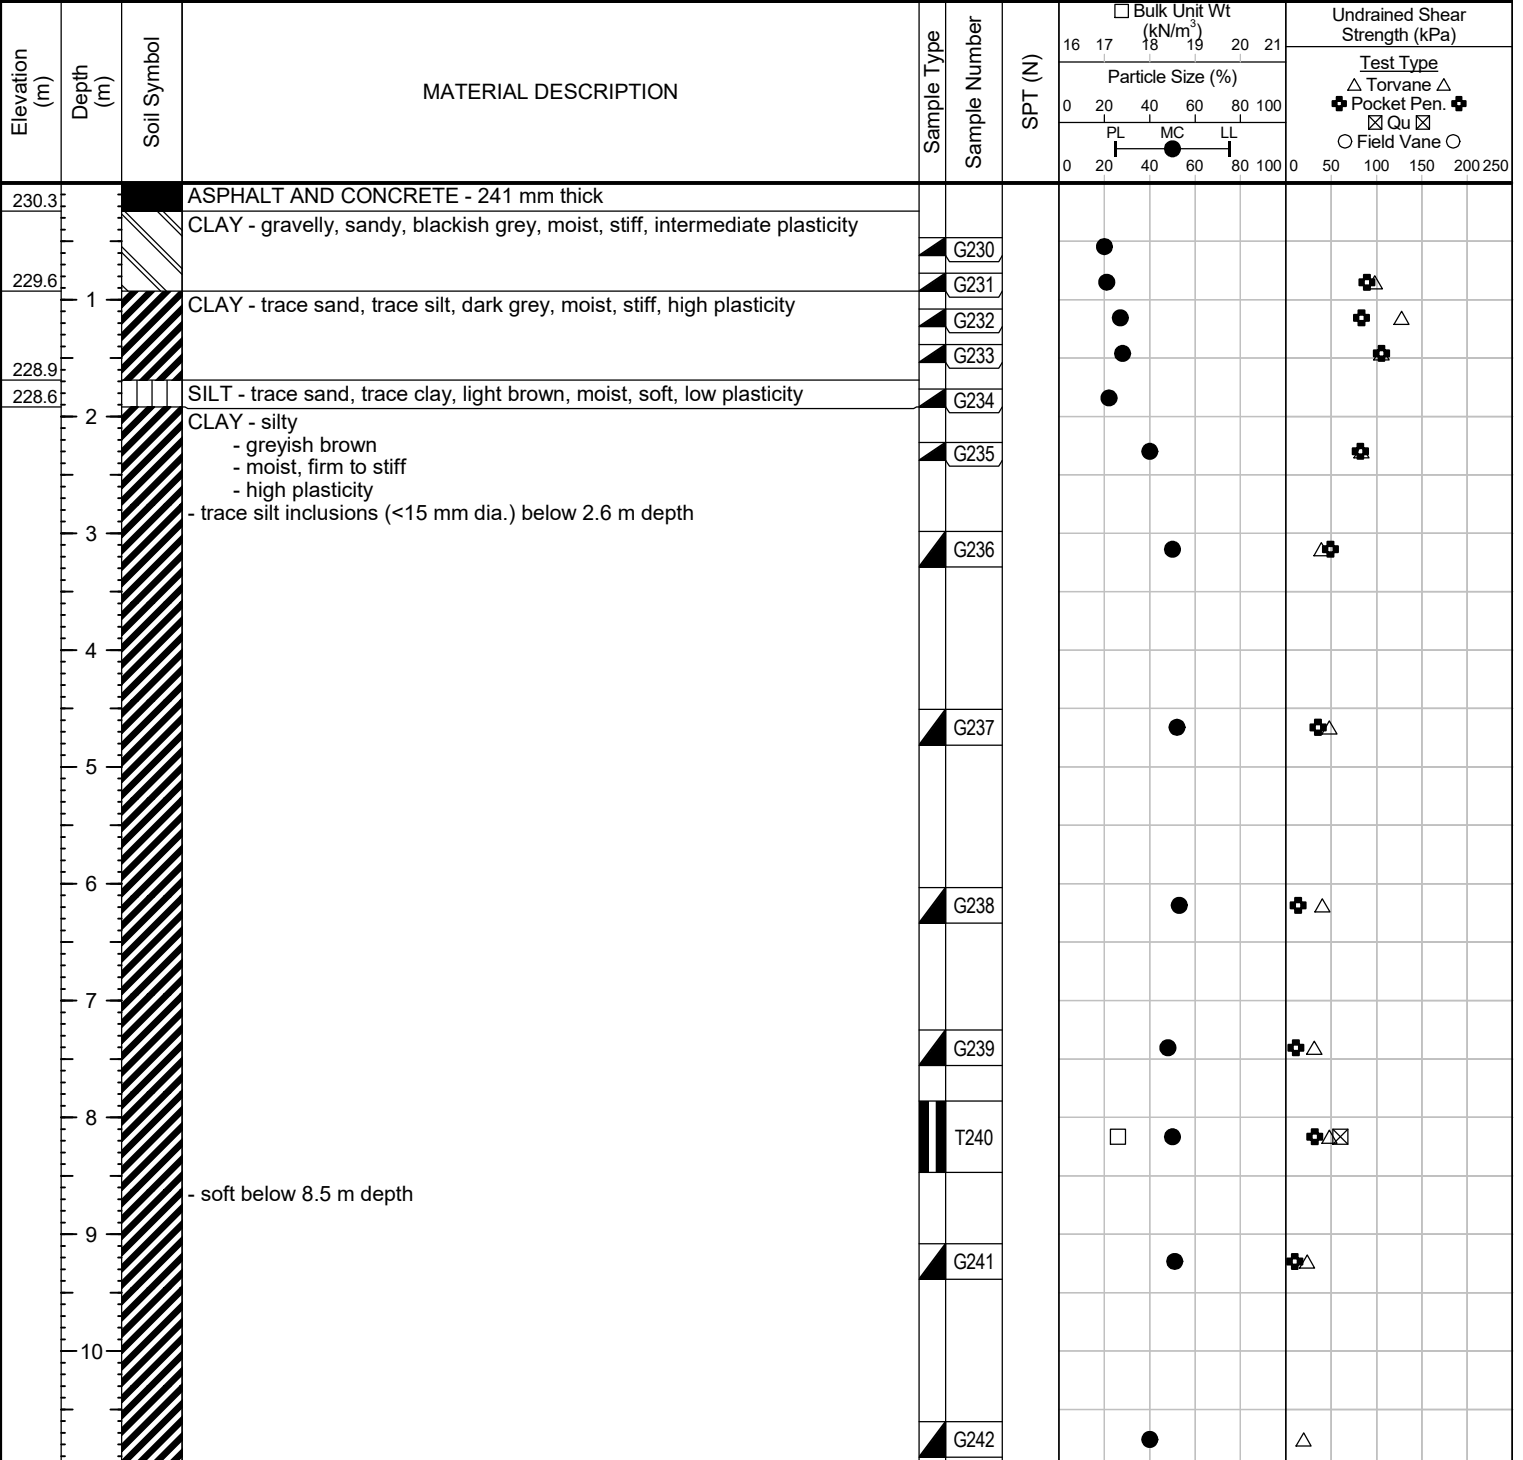 Elevation (m)
Depth (m)
Soil Symbol
MATERIAL DESCRIPTION
Sample Type
Sample Number
SPT (N)
Bulk Unit Wt
(kN/m³)
16 17 18 19 20 21
Particle Size (%)
0 20 40 60 80 100
PL MC LL
0 20 40 60 80 100
Undrained Shear
Strength (kPa)
Test Type
Torvane
Pocket Pen.
Qu
Field Vane
0 50 100 150 200 250
230.3
ASPHALT AND CONCRETE - 241 mm thick
CLAY - gravelly, sandy, blackish grey, moist, stiff, intermediate plasticity
G230
229.6
G231
1
CLAY - trace sand, trace silt, dark grey, moist, stiff, high plasticity
G232
G233
228.9
228.6
SILT - trace sand, trace clay, light brown, moist, soft, low plasticity
G234
2
CLAY - silty
- greyish brown
- moist, firm to stiff
- high plasticity
G235
- trace silt inclusions (<15 mm dia.) below 2.6 m depth
3
G236
4
G237
5
6
G238
7
G239
8
T240
- soft below 8.5 m depth
9
G241
10
G242